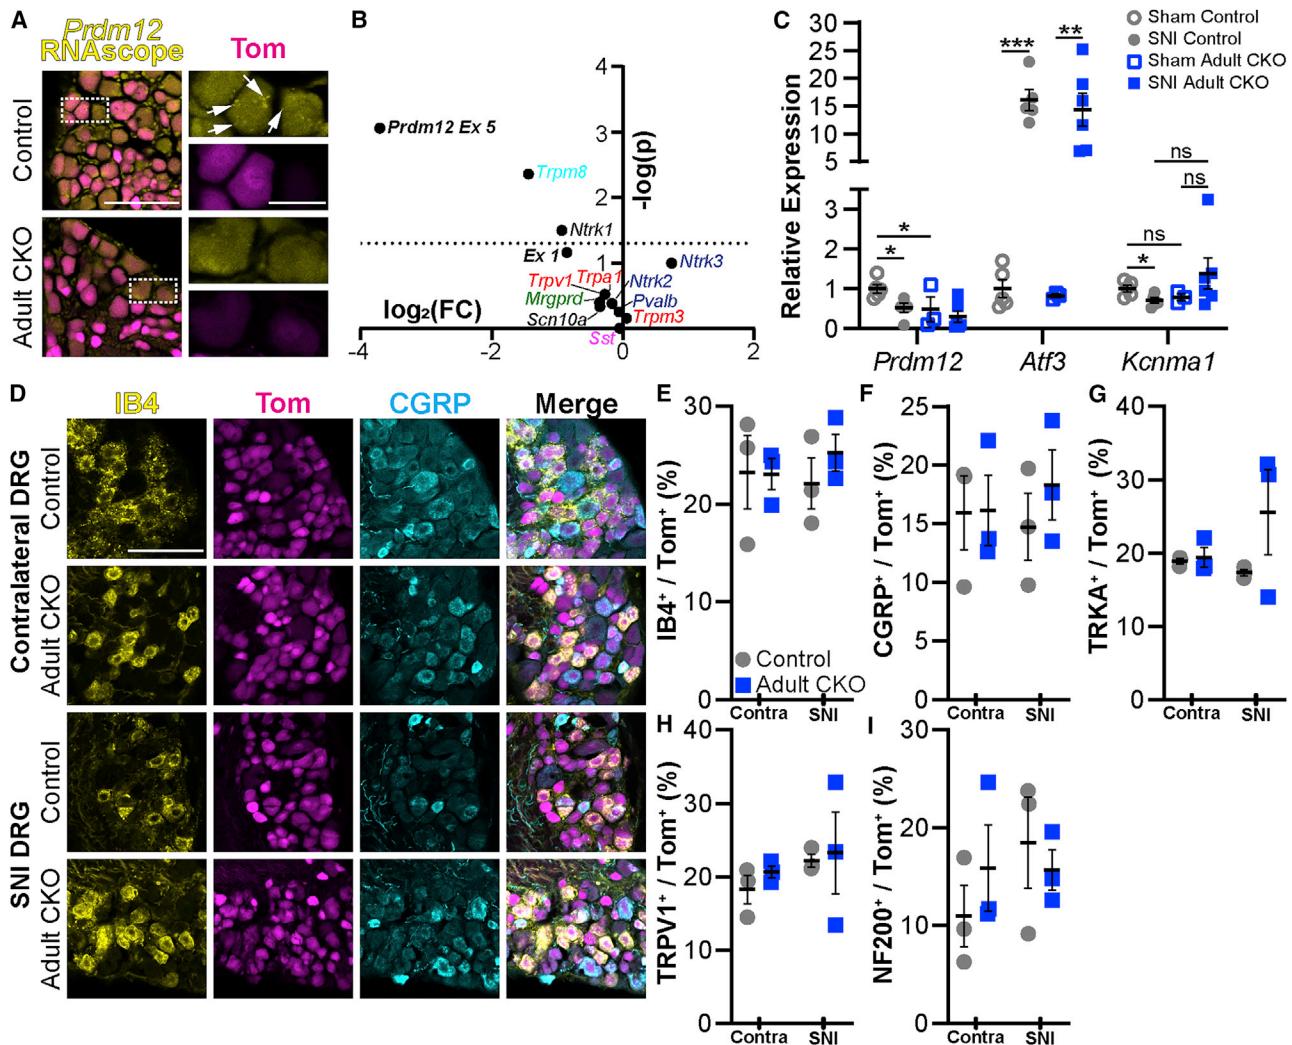 A
Prdm12
RNAscope
Tom
Control
Adult CKO
B
-log(p)
4
3
2
1
Prdm12 Ex 5
Trpm8
Ntrk1
Ex 1
Ntrk3
Trpv1
Trpa1
Ntrk2
Mrgprd
Pvalb
Scn10a
Trpm3
Sst
log₂(FC)
-4
-2
0
2
C
Sham Control
SNI Control
Sham Adult CKO
SNI Adult CKO
Relative Expression
30
25
20
15
10
5
3
2
1
0
***
**
*
*
ns
*
ns
ns
Prdm12
Atf3
Kcnma1
D
IB4
Tom
CGRP
Merge
Contralateral DRG
Control
Adult CKO
SNI DRG
Control
Adult CKO
E
IB4⁺ / Tom⁺ (%)
30
20
10
0
Control
Adult CKO
Contra
SNI
F
CGRP⁺ / Tom⁺ (%)
25
20
15
10
5
0
Contra
SNI
G
TRKA⁺ / Tom⁺ (%)
40
30
20
10
0
Contra
SNI
H
TRPV1⁺ / Tom⁺ (%)
40
30
20
10
0
Contra
SNI
I
NF200⁺ / Tom⁺ (%)
30
20
10
0
Contra
SNI